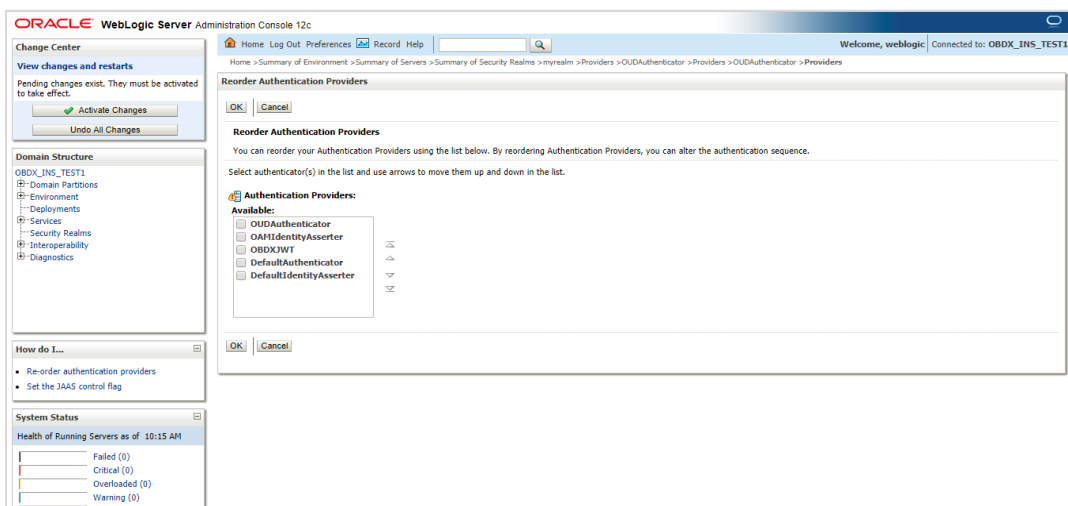 ORACLE WebLogic Server Administration Console 12c
Change Center
View changes and restarts
Pending changes exist. They must be activated
to take effect.
Activate Changes
Undo All Changes
Domain Structure
OBDX_INS_TEST1
Domain Partitions
Environment
Deployments
Services
Security Realms
Interoperability
Diagnostics
How do I...
Re-order authentication providers
Set the JAAS control flag
System Status
Health of Running Servers as of 10:15 AM
Failed (0)
Critical (0)
Overloaded (0)
Warning (0)
Home Log Out Preferences Record Help
Welcome, weblogic Connected to: OBDX_INS_TEST1
Home >Summary of Environment >Summary of Servers >Summary of Security Realms >myrealm >Providers >OUDAuthenticator >Providers >OUDAuthenticator >Providers
Reorder Authentication Providers
OK Cancel
Reorder Authentication Providers
You can reorder your Authentication Providers using the list below. By reordering Authentication Providers, you can alter the authentication sequence.
Select authenticator(s) in the list and use arrows to move them up and down in the list.
Authentication Providers:
Available:
OUDAuthenticator
OAMIdentityAsserter
OBDXJWT
DefaultAuthenticator
DefaultIdentityAsserter
OK Cancel